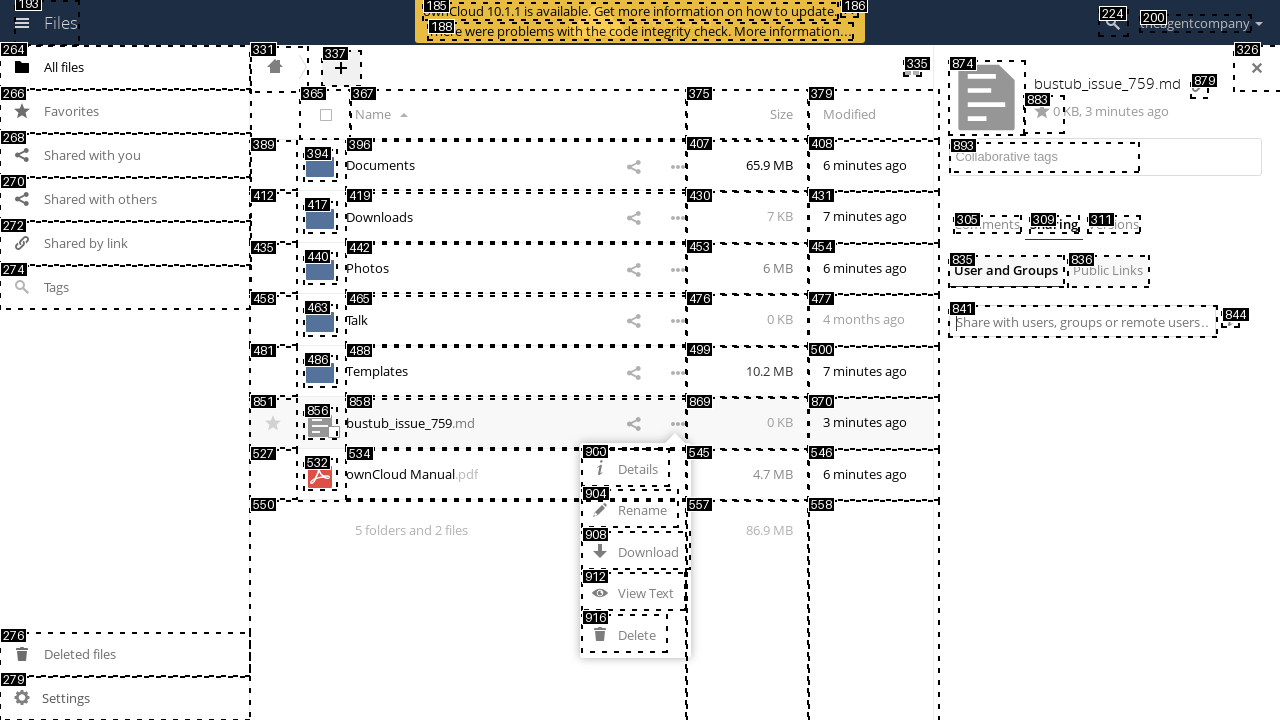 193
Files
185
ownCloud 10.1.1 is available. Get more information on how to update.
186
188
There were problems with the code integrity check. More information…
224
200
theagentcompany
264
All files
266
Favorites
268
Shared with you
270
Shared with others
272
Shared by link
274
Tags
276
Deleted files
279
Settings
331
337
+
335
365
367
Name
375
Size
379
Modified
389
394
396
Documents
407
65.9 MB
408
6 minutes ago
412
417
419
Downloads
430
7 KB
431
7 minutes ago
435
440
442
Photos
453
6 MB
454
6 minutes ago
458
463
465
Talk
476
0 KB
477
4 months ago
481
486
488
Templates
499
10.2 MB
500
7 minutes ago
851
856
858
bustub_issue_759.md
869
0 KB
870
3 minutes ago
527
532
534
ownCloud Manual.pdf
545
4.7 MB
546
6 minutes ago
550
5 folders and 2 files
557
86.9 MB
558
900
Details
904
Rename
908
Download
912
View Text
916
Delete
326
874
bustub_issue_759.md
879
883
0 KB, 3 minutes ago
893
Collaborative tags
305
Comments
309
Sharing
311
Versions
835
User and Groups
836
Public Links
841
Share with users, groups or remote users…
844